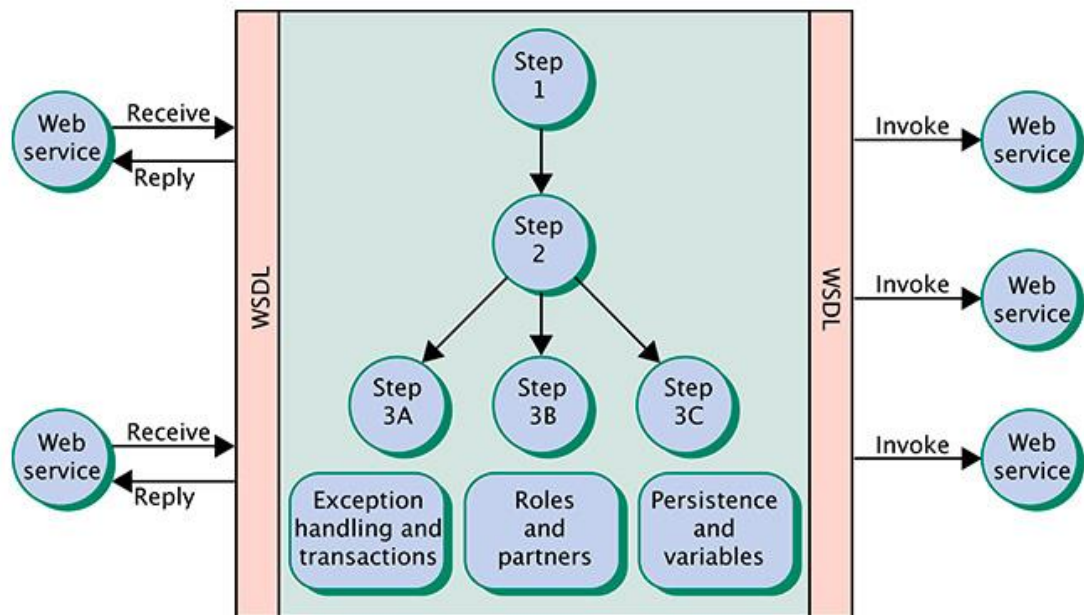 Step
1
Web
service
Receive
Reply
Invoke
Web
service
Step
2
WSDL
WSDL
Invoke
Web
service
Step
3A
Step
3B
Step
3C
Web
service
Receive
Reply
Invoke
Web
service
Exception
handling and
transactions
Roles
and
partners
Persistence
and
variables